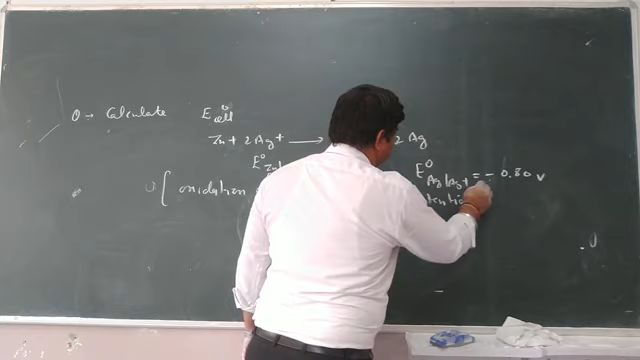 Q → Calculate E°cell
Zn + 2Ag+ → 2Ag
E°Zn E°Ag|Ag+ = - 0.80 v
[ oxidation